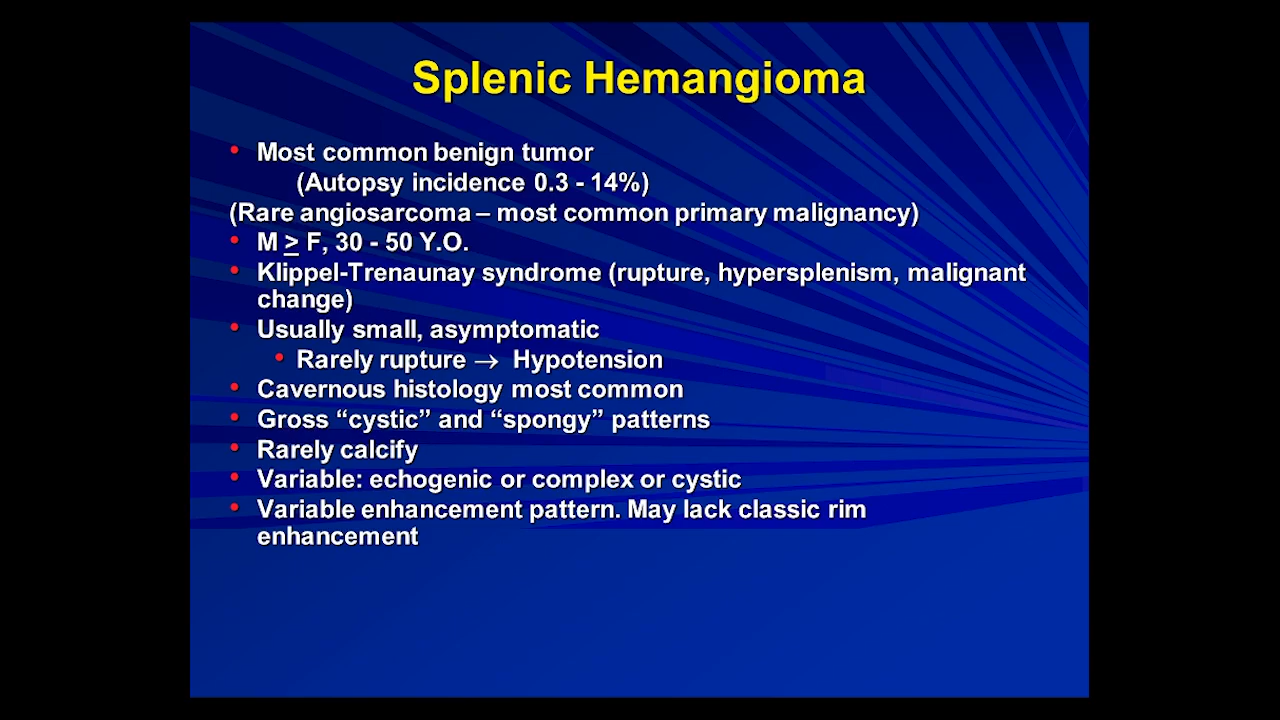 Splenic Hemangioma
• Most common benign tumor
(Autopsy incidence 0.3 - 14%)
(Rare angiosarcoma – most common primary malignancy)
• M ≥ F, 30 - 50 Y.O.
• Klippel-Trenaunay syndrome (rupture, hypersplenism, malignant
change)
• Usually small, asymptomatic
• Rarely rupture → Hypotension
• Cavernous histology most common
• Gross “cystic” and “spongy” patterns
• Rarely calcify
• Variable: echogenic or complex or cystic
• Variable enhancement pattern. May lack classic rim
enhancement